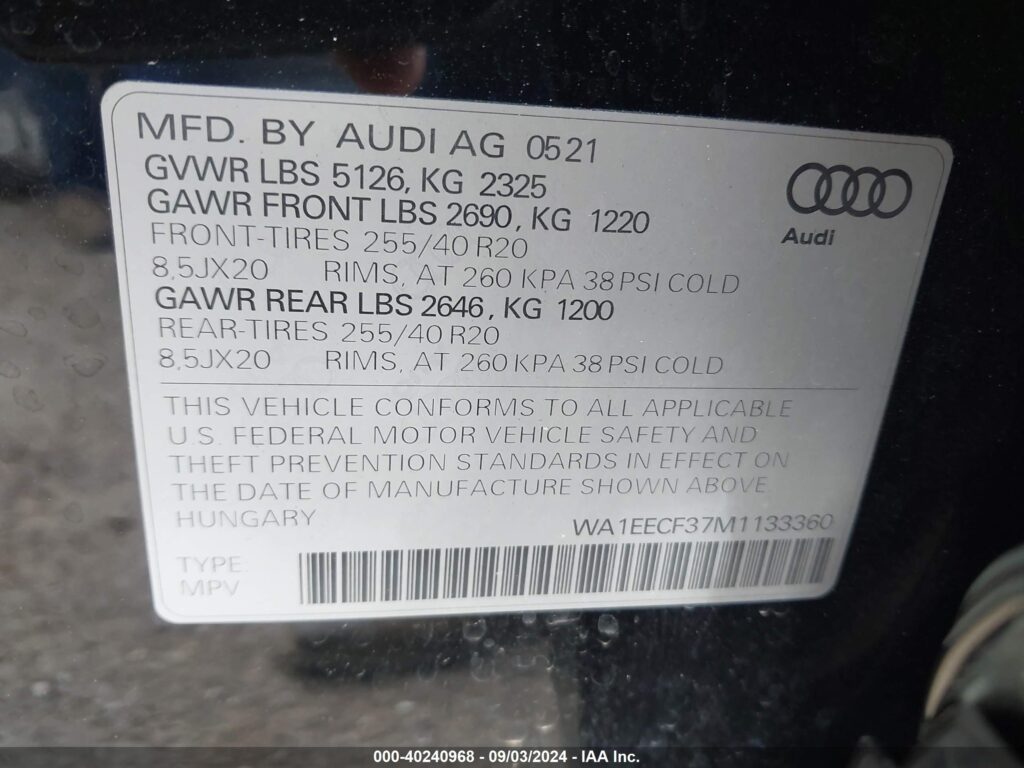 MFD. BY AUDI AG 0521
GVWR LBS 5126, KG 2325
GAWR FRONT LBS 2690, KG 1220
FRONT-TIRES 255/40 R20
8,5JX20 RIMS, AT 260 KPA 38 PSI COLD
GAWR REAR LBS 2646, KG 1200
REAR-TIRES 255/40 R20
8,5JX20 RIMS, AT 260 KPA 38 PSI COLD
Audi
THIS VEHICLE CONFORMS TO ALL APPLICABLE
U.S. FEDERAL MOTOR VEHICLE SAFETY AND
THEFT PREVENTION STANDARDS IN EFFECT ON
THE DATE OF MANUFACTURE SHOWN ABOVE.
HUNGARY WA1EECF37M1133360
TYPE:
MPV
000-40240968 - 09/03/2024 - IAA Inc.